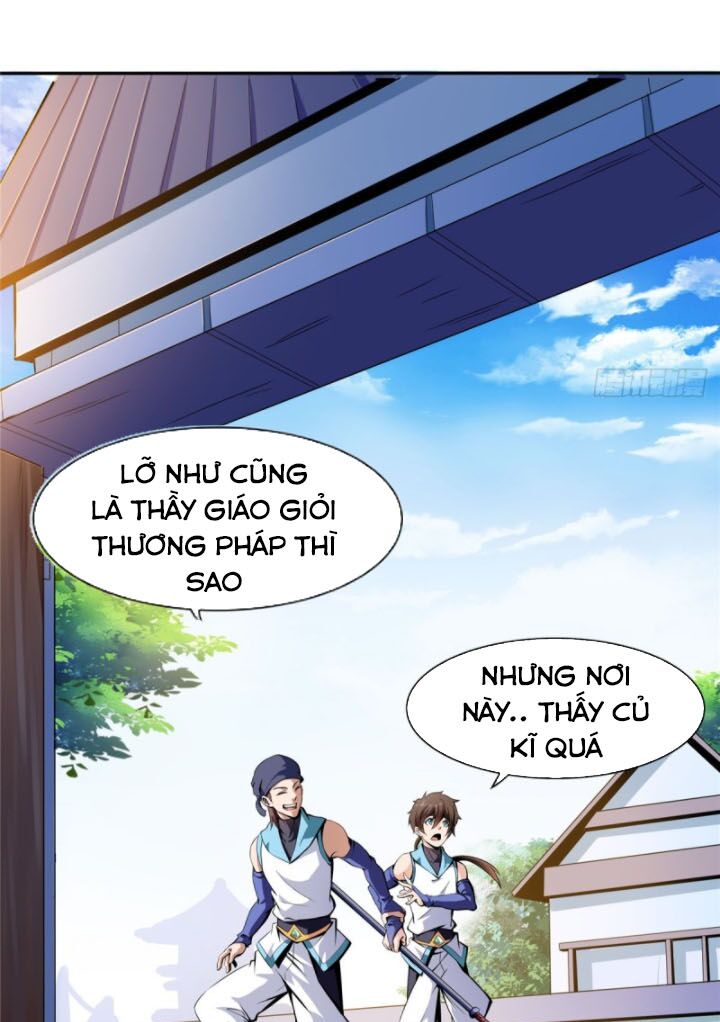 LỠ NHƯ CŨNG
LÀ THẦY GIÁO GIỎI
THƯƠNG PHÁP THÌ
SAO
NHƯNG NƠI
NÀY.. THẤY CỦ
KĨ QUÁ